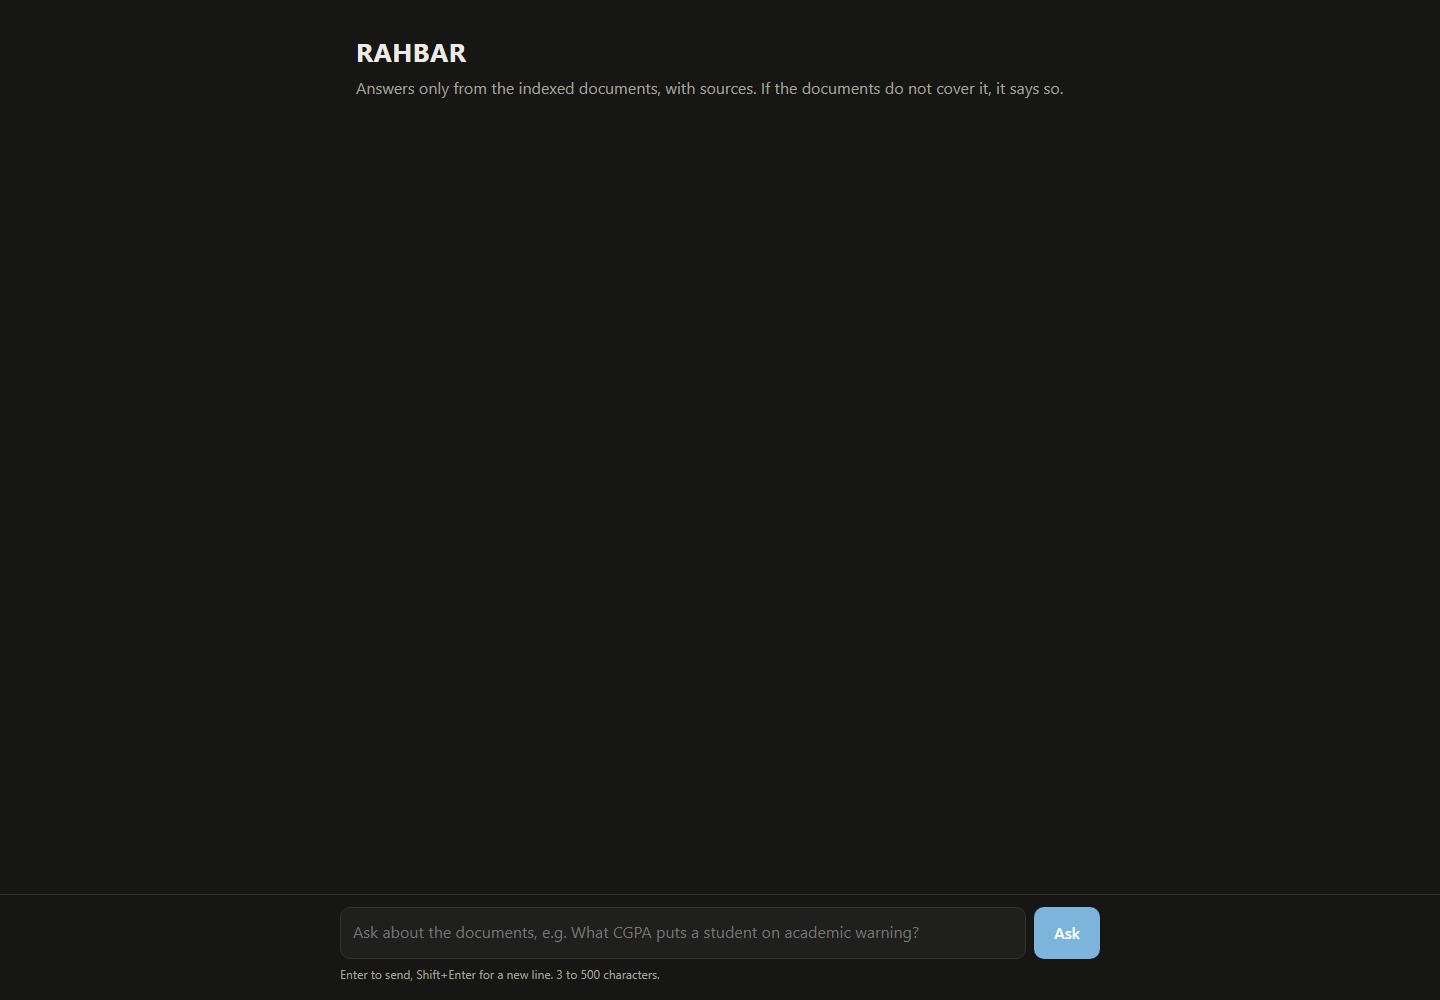 RAHBAR
Answers only from the indexed documents, with sources. If the documents do not cover it, it says so.
Ask about the documents, e.g. What CGPA puts a student on academic warning?
Ask
Enter to send, Shift+Enter for a new line. 3 to 500 characters.